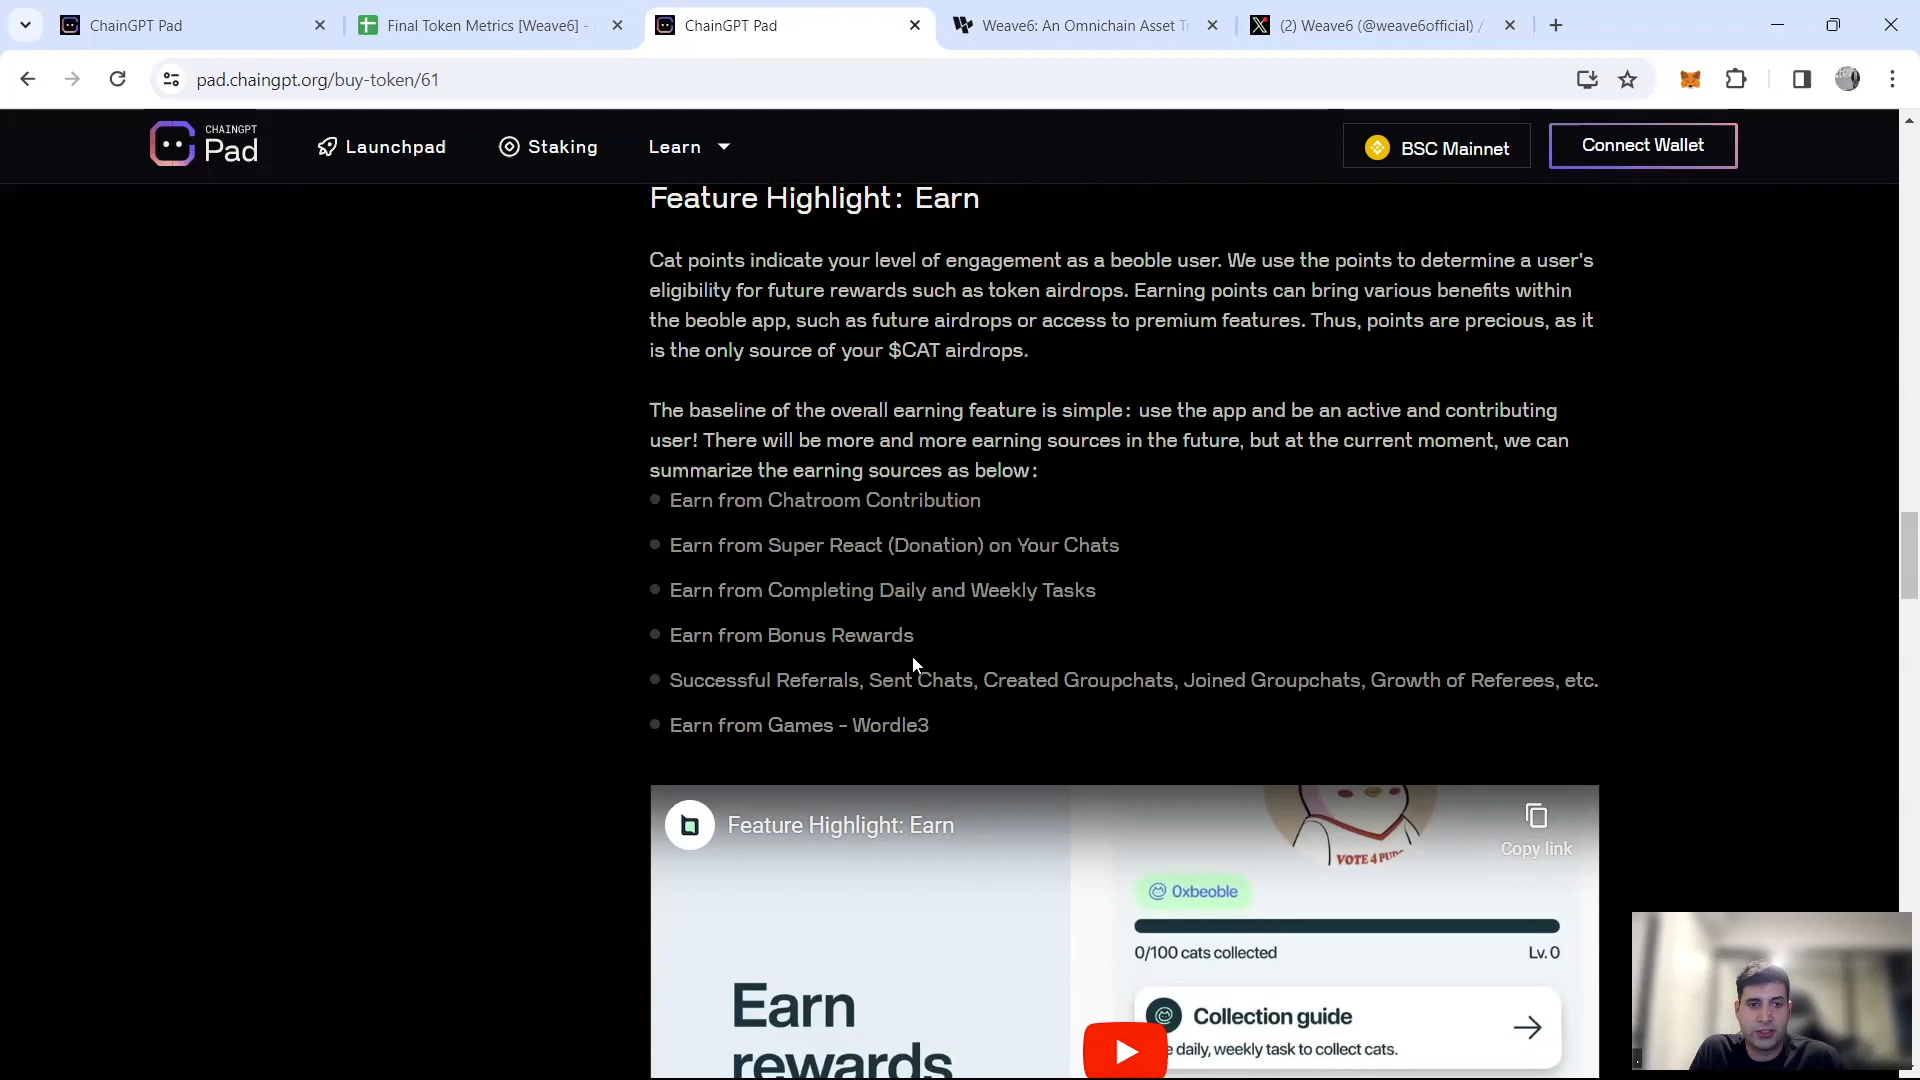 ChainGPT Pad
Final Token Metrics [Weave6] -
ChainGPT Pad
Weave6: An Omnichain Asset Tr
(2) Weave6 (@weave6official) /
pad.chaingpt.org/buy-token/61
CHAINGPT
Pad
Launchpad
Staking
Learn
BSC Mainnet
Connect Wallet
Feature Highlight: Earn
Cat points indicate your level of engagement as a beoble user. We use the points to determine a user's
eligibility for future rewards such as token airdrops. Earning points can bring various benefits within
the beoble app, such as future airdrops or access to premium features. Thus, points are precious, as it
is the only source of your $CAT airdrops.
The baseline of the overall earning feature is simple: use the app and be an active and contributing
user! There will be more and more earning sources in the future, but at the current moment, we can
summarize the earning sources as below:
Earn from Chatroom Contribution
Earn from Super React (Donation) on Your Chats
Earn from Completing Daily and Weekly Tasks
Earn from Bonus Rewards
Successful Referrals, Sent Chats, Created Groupchats, Joined Groupchats, Growth of Referees, etc.
Earn from Games - Wordle3
Feature Highlight: Earn
Copy link
VOTE 4 PUDG
0xbeoble
0/100 cats collected
Lv. 0
Earn
rewards
Collection guide
e daily, weekly task to collect cats.